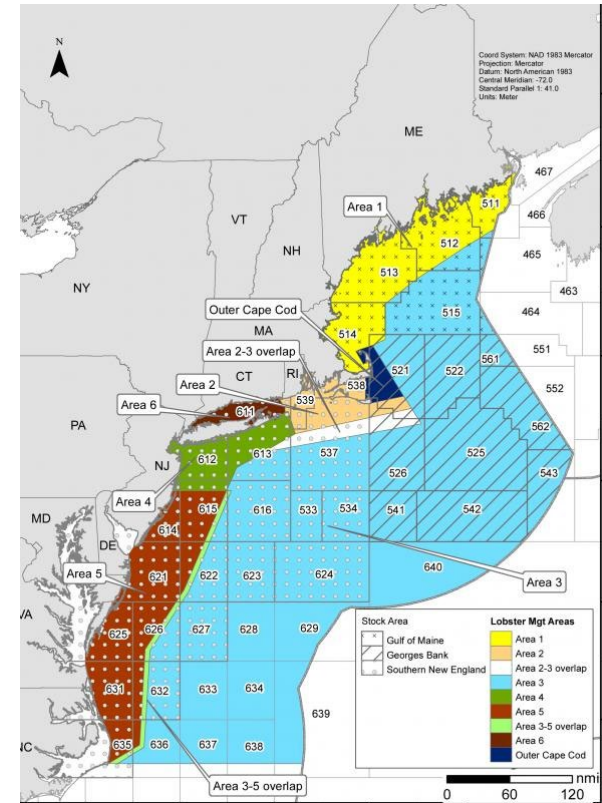 N
Coord System: NAD 1983 Mercator
Projection: Mercator
Datum: North American 1983
Central Meridian: -72.0
Standard Parallel 1: 41.0
Units: Meter
ME
467
511
Area 1
466
VT
512
465
NH
513
NY
463
515
464
Outer Cape Cod
514
MA
551
Area 2-3 overlap
561
521
522
CT
RI
538
552
Area 2
539
Area 6
611
562
PA
613
525
612
537
543
NJ
526
Area 4
615
616
533
534
541
542
MD
614
DE
640
Area 5
621
622
623
624
Area 3
VA
625
626
627
628
629
631
632
633
634
639
NC
635
636
637
638
Area 3-5 overlap
Stock Area
Gulf of Maine
Georges Bank
Southern New England
Lobster Mgt Areas
Area 1
Area 2
Area 2-3 overlap
Area 3
Area 4
Area 5
Area 3-5 overlap
Area 6
Outer Cape Cod
nmi
0 60 120